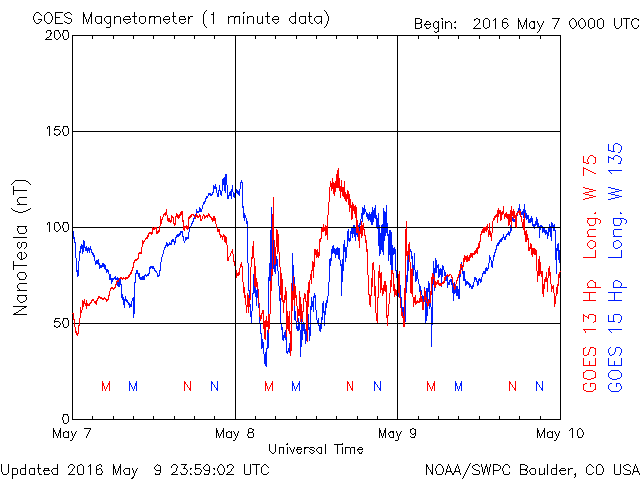 GOES Magnetometer (1 minute data)
Begin: 2016 May 7 0000 UTC
200
150
100
50
0
NanoTesla (nT)
M M N N M M N N M M N N
May 7 May 8 May 9 May 10
Universal Time
GOES 13 Hp Long. W 75
GOES 15 Hp Long. W 135
Updated 2016 May 9 23:59:02 UTC
NOAA/SWPC Boulder, CO USA